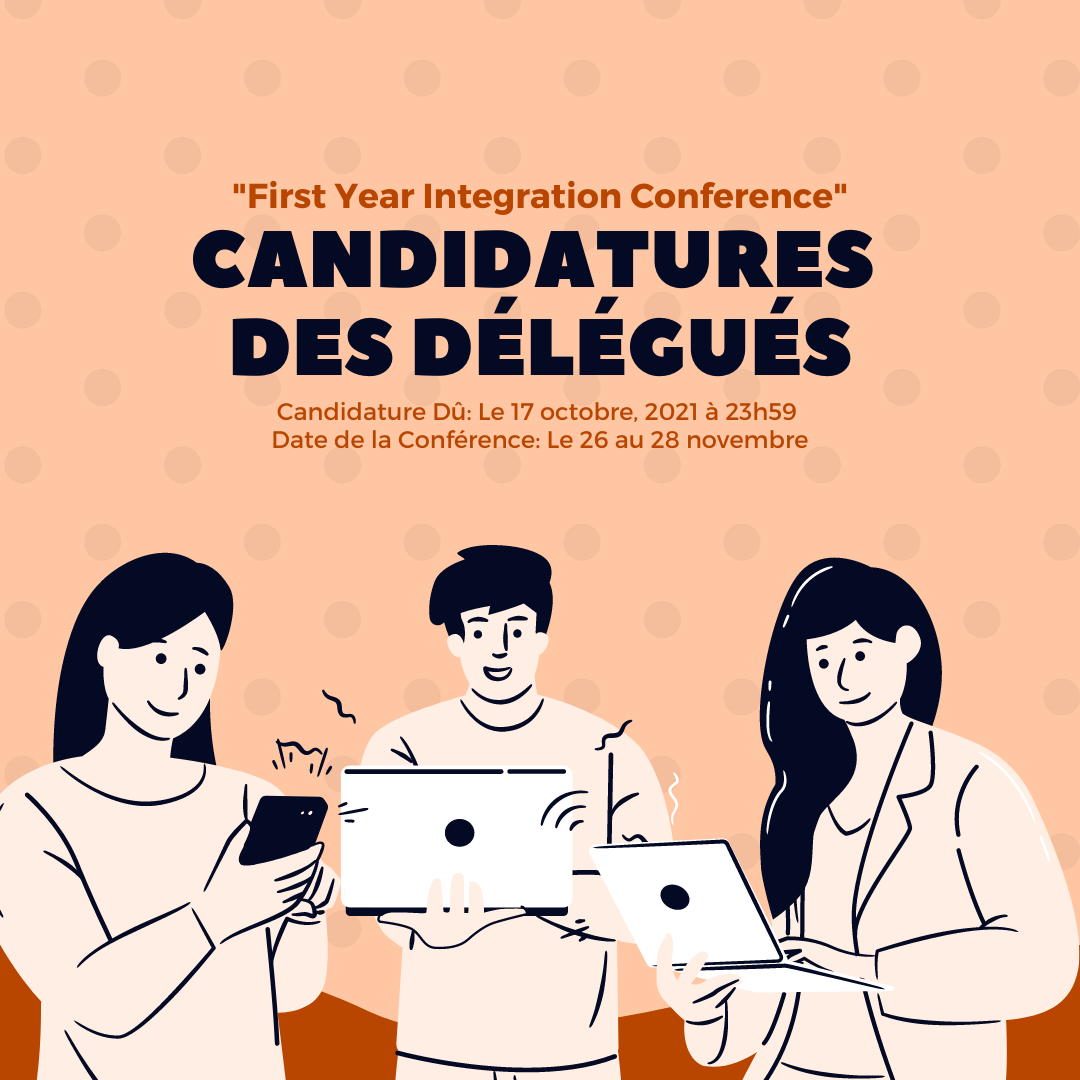 "First Year Integration Conference"
CANDIDATURES
DES DÉLÉGUÉS
Candidature Dû: Le 17 octobre, 2021 à 23h59
Date de la Conférence: Le 26 au 28 novembre